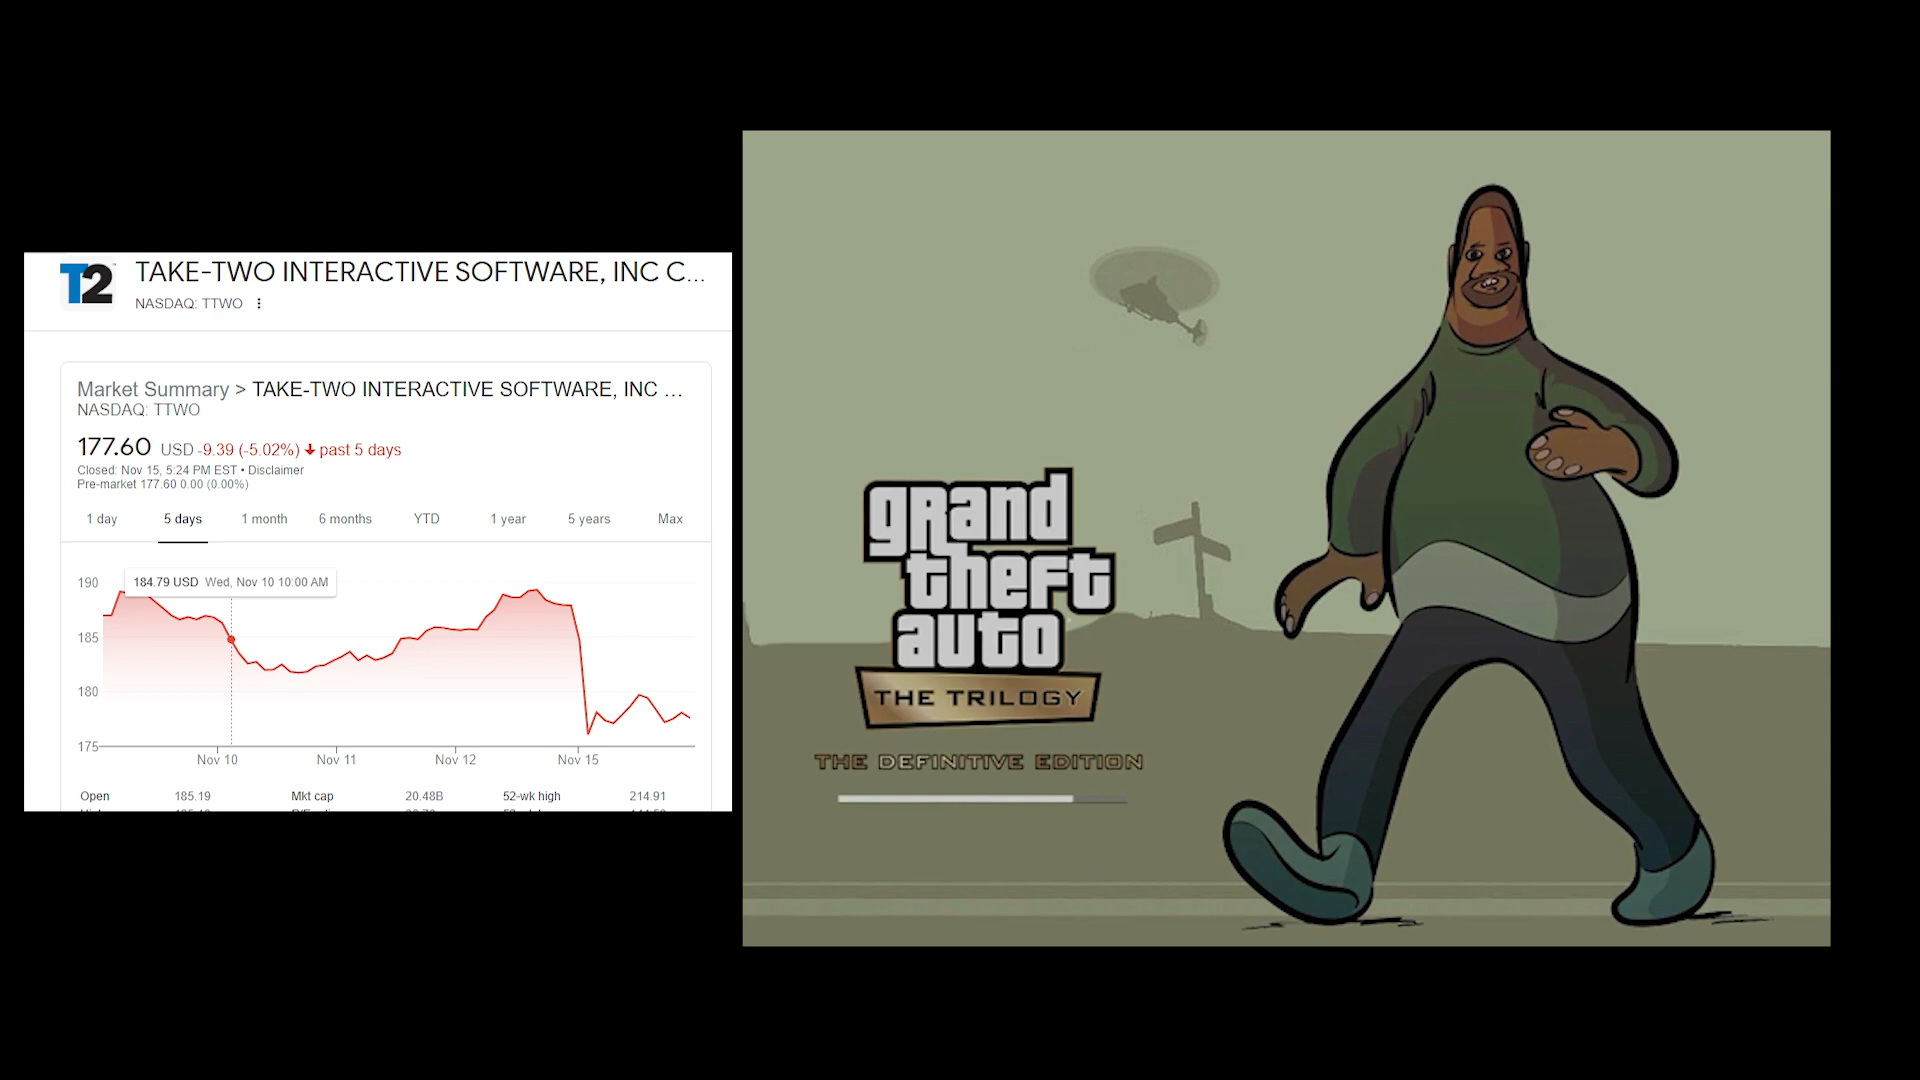 T2
TAKE-TWO INTERACTIVE SOFTWARE, INC C...
NASDAQ: TTWO
Market Summary > TAKE-TWO INTERACTIVE SOFTWARE, INC ...
NASDAQ: TTWO
177.60 USD -9.39 (-5.02%) past 5 days
Closed: Nov 15, 5:24 PM EST • Disclaimer
Pre-market 177.60 0.00 (0.00%)
1 day 5 days 1 month 6 months YTD 1 year 5 years Max
184.79 USD Wed, Nov 10 10:00 AM
190
185
180
175
Nov 10 Nov 11 Nov 12 Nov 15
Open 185.19 Mkt cap 20.48B 52-wk high 214.91
grand
theft
auto
THE TRILOGY
THE DEFINITIVE EDITION